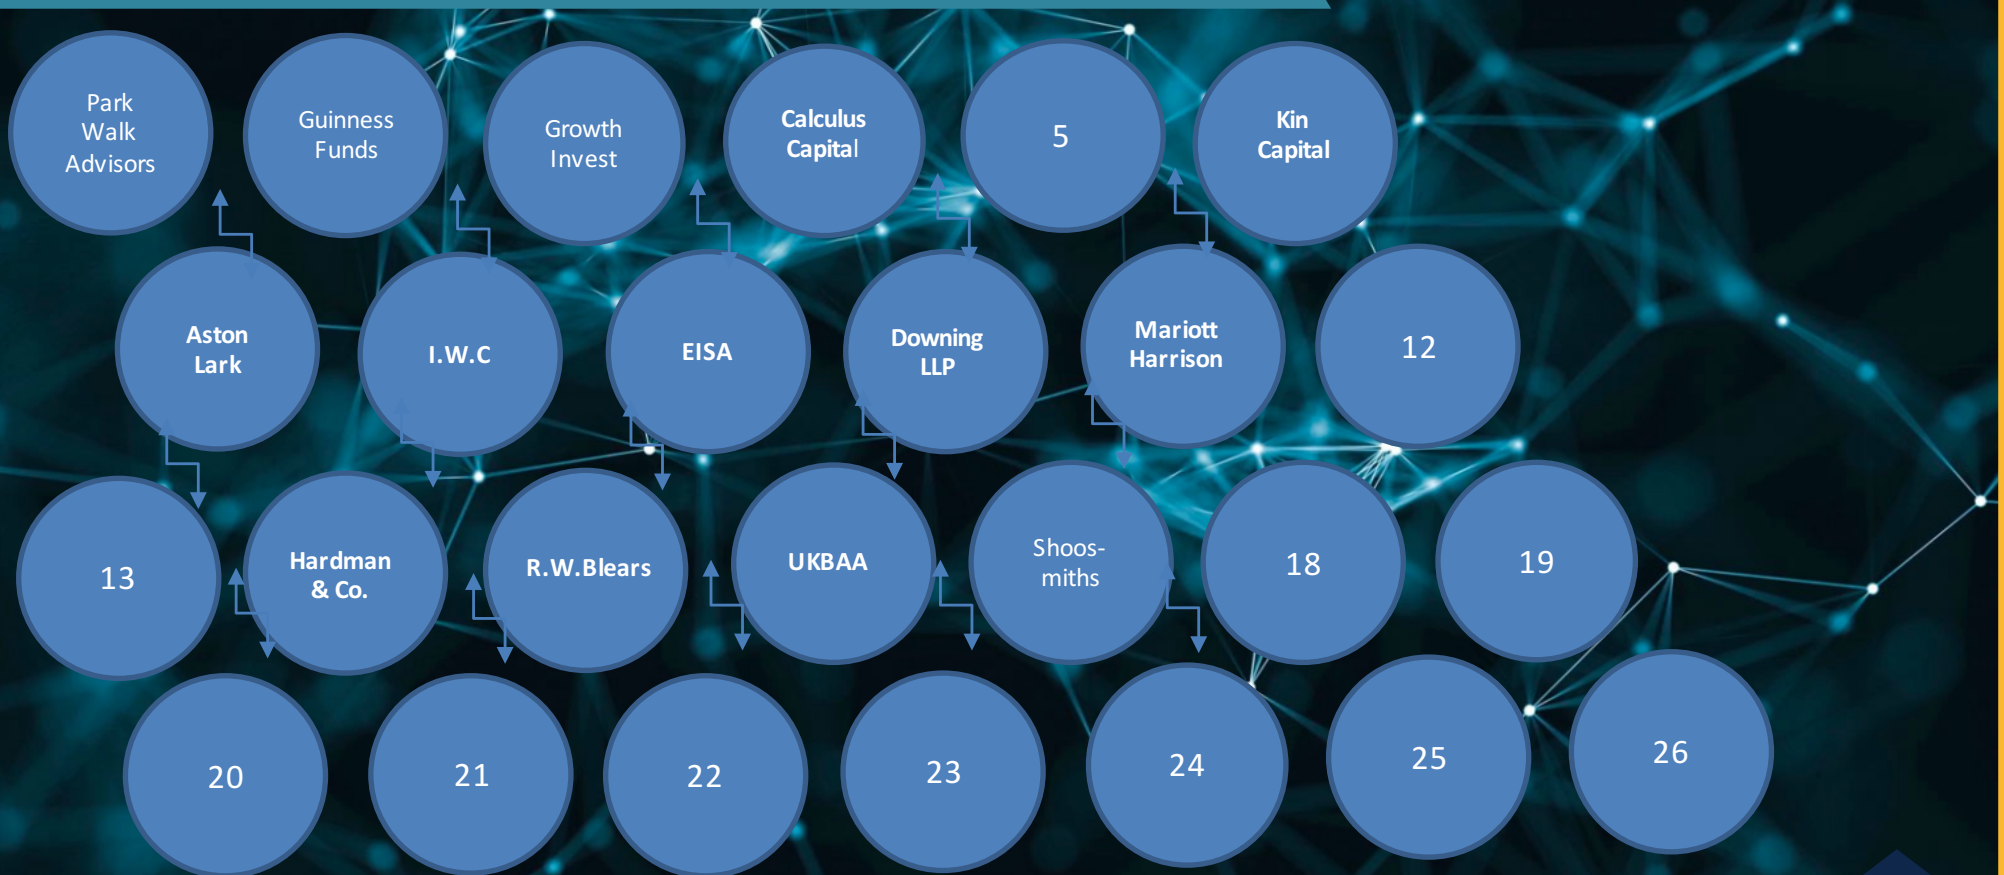 Park
Walk
Advisors
Guinness
Funds
Growth
Invest
Calculus
Capital
5
Kin
Capital
Aston
Lark
I.W.C
EISA
Downing
LLP
Mariott
Harrison
12
13
Hardman
& Co.
R.W.Blears
UKBAA
Shoos-
miths
18
19
20
21
22
23
24
25
26